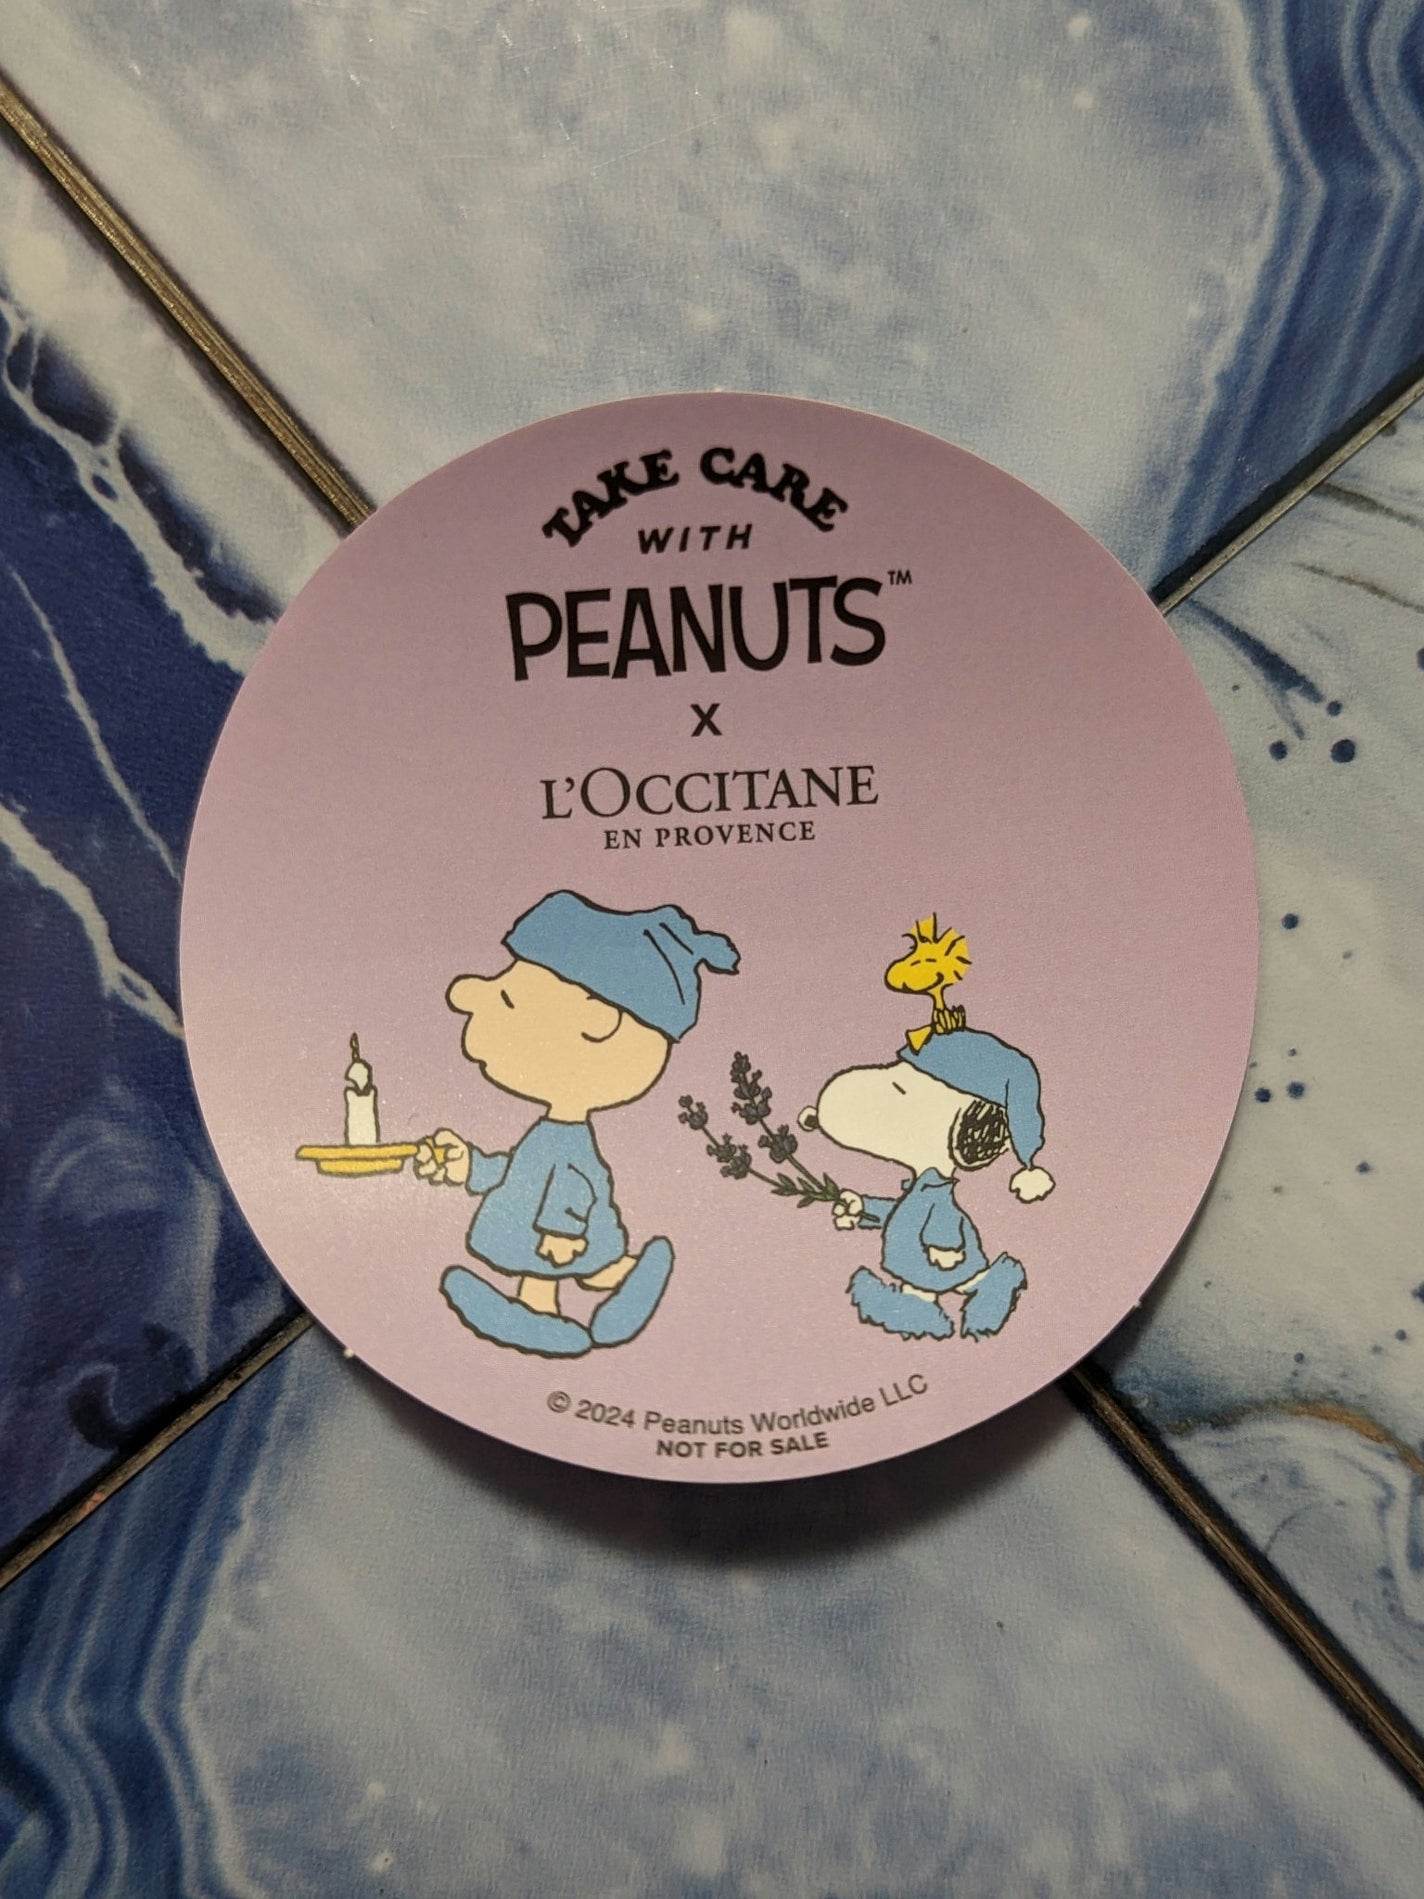 TAKE CARE
WITH
PEANUTS™
X
L'OCCITANE
EN PROVENCE
© 2024 Peanuts Worldwide LLC
NOT FOR SALE